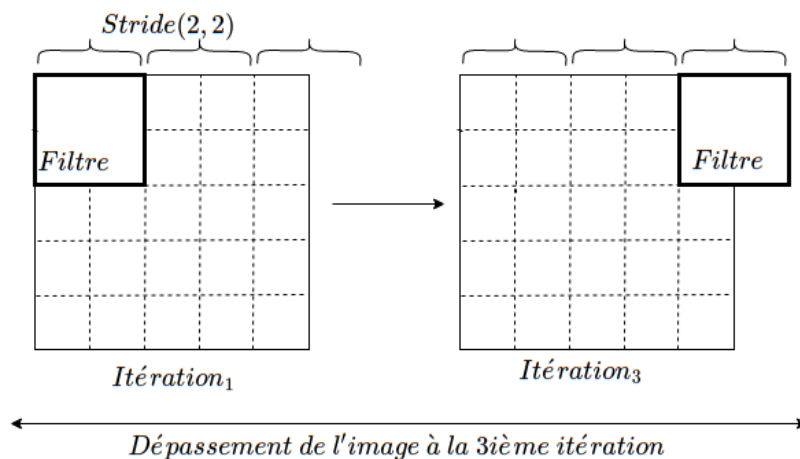 Stride(2, 2)
Filtre
Filtre
Itération₁
Itération₃
Dépassement de l'image à la 3ième itération